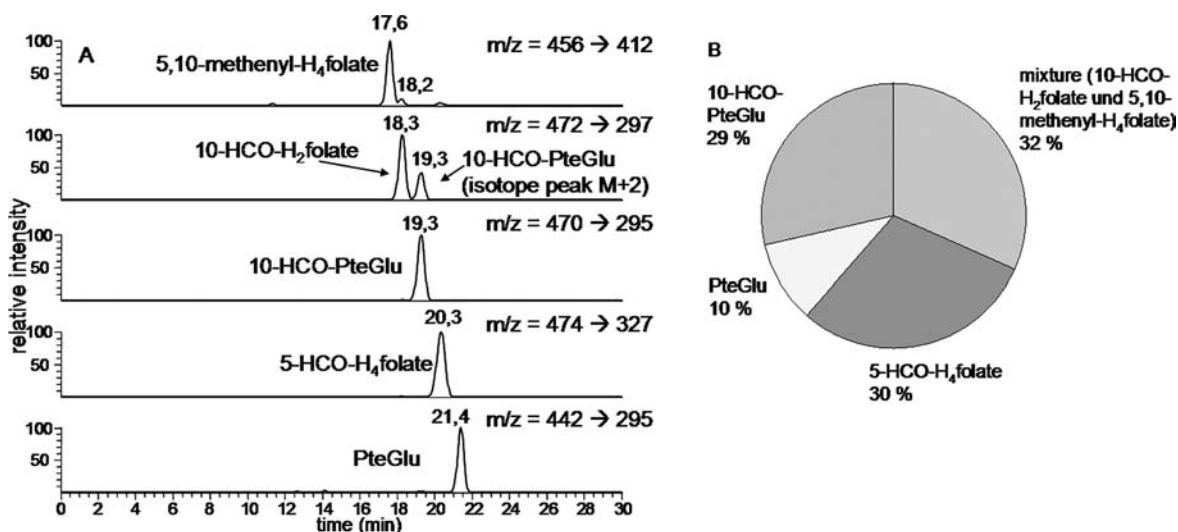 A
100
50
17,6
5,10-methenyl-H₄folate
18,2
m/z = 456 → 412
100
50
18,3
10-HCO-H₂folate
19,3
m/z = 472 → 297
10-HCO-PteGlu
(isotope peak M+2)
100
50
19,3
10-HCO-PteGlu
m/z = 470 → 295
100
50
20,3
5-HCO-H₄folate
m/z = 474 → 327
100
50
21,4
PteGlu
m/z = 442 → 295
relative intensity
0 2 4 6 8 10 12 14 16 18 20 22 24 26 28 30
time (min)
B
10-HCO-
PteGlu
29 %
mixture (10-HCO-
H₂folate und 5,10-
methenyl-H₄folate)
32 %
PteGlu
10 %
5-HCO-H₄folate
30 %